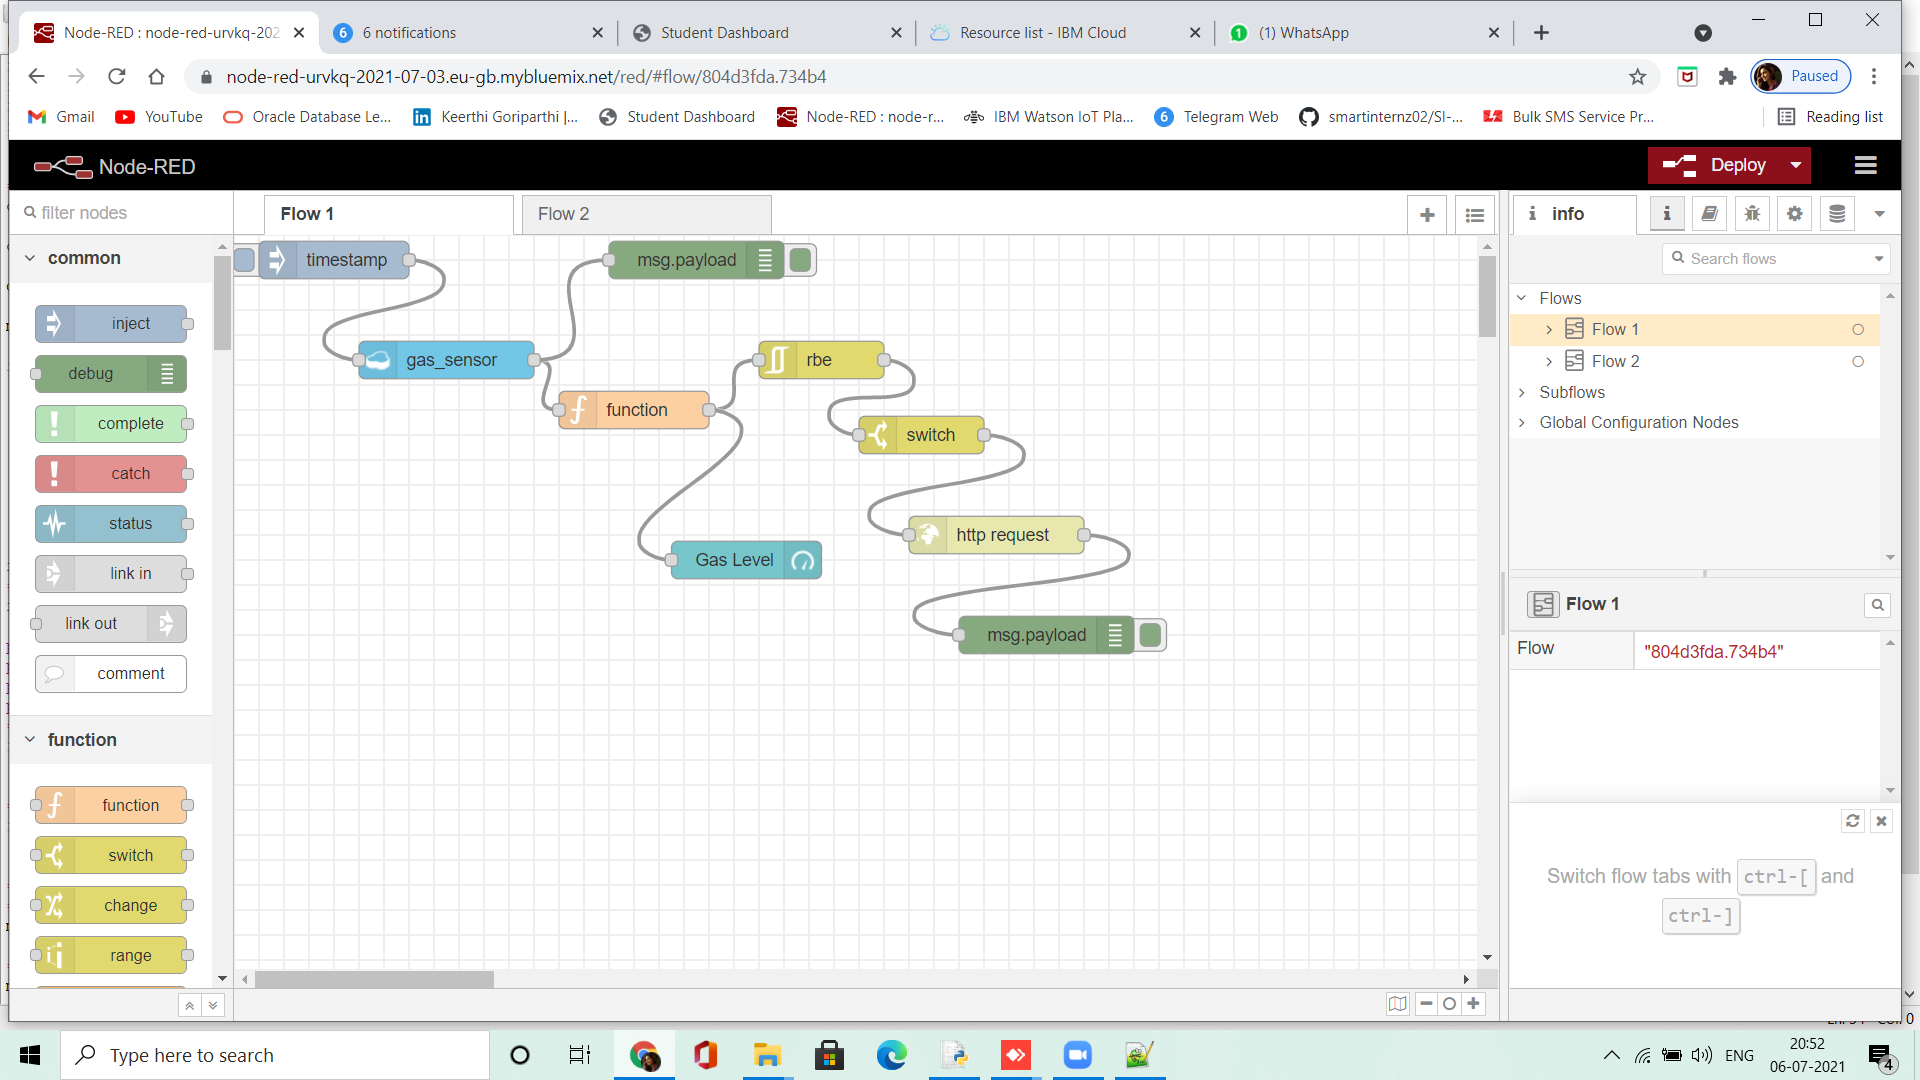 Node-RED : node-red-urvkq-202
6 notifications
Student Dashboard
Resource list - IBM Cloud
(1) WhatsApp
node-red-urvkq-2021-07-03.eu-gb.mybluemix.net/red/#flow/804d3fda.734b4
Paused
Gmail
YouTube
Oracle Database Le...
Keerthi Goriparthi |...
Student Dashboard
Node-RED : node-r...
IBM Watson IoT Pla...
Telegram Web
smartinternz02/SI-...
Bulk SMS Service Pr...
Reading list
Node-RED
Deploy
filter nodes
Flow 1
Flow 2
info
Search flows
common
inject
debug
complete
catch
status
link in
link out
comment
function
function
switch
change
range
timestamp
msg.payload
gas_sensor
rbe
function
switch
http request
Gas Level
msg.payload
Flows
Flow 1
Flow 2
Subflows
Global Configuration Nodes
Flow 1
Flow
"804d3fda.734b4"
Switch flow tabs with ctrl-[ and
ctrl-]
Type here to search
ENG
20:52
06-07-2021
4